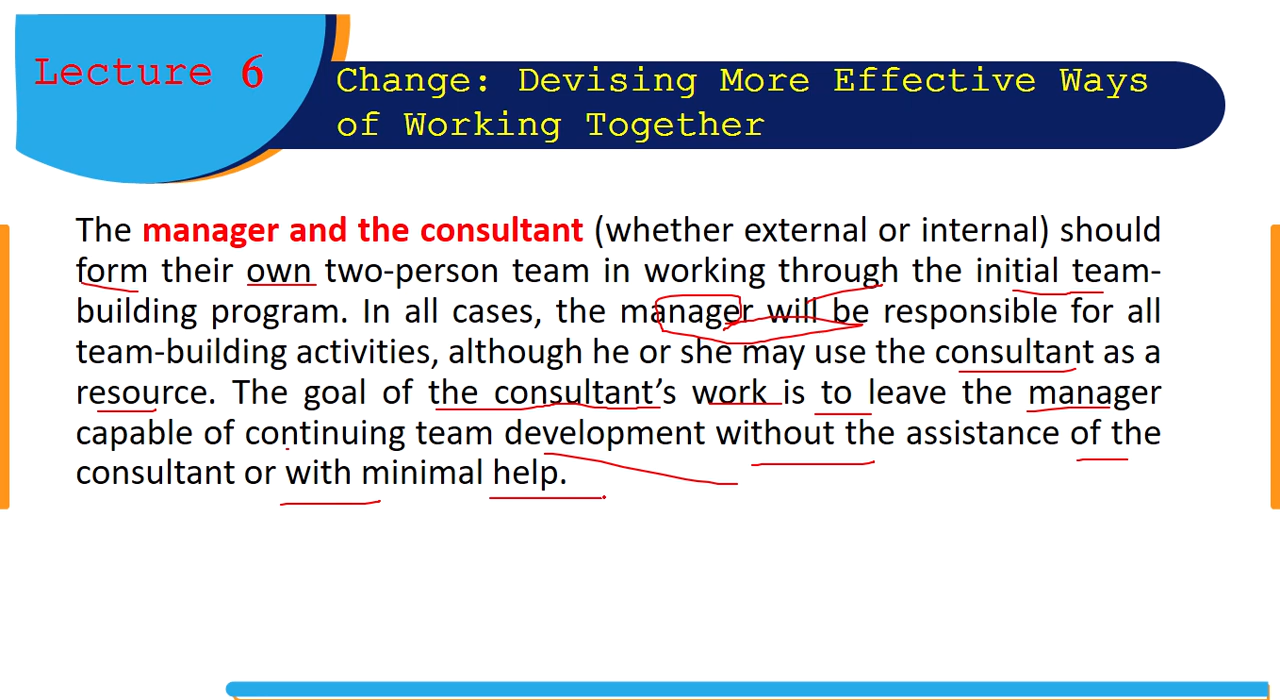 Lecture 6
Change: Devising More Effective Ways
of Working Together
The manager and the consultant (whether external or internal) should
form their own two-person team in working through the initial team-
building program. In all cases, the manager will be responsible for all
team-building activities, although he or she may use the consultant as a
resource. The goal of the consultant's work is to leave the manager
capable of continuing team development without the assistance of the
consultant or with minimal help.